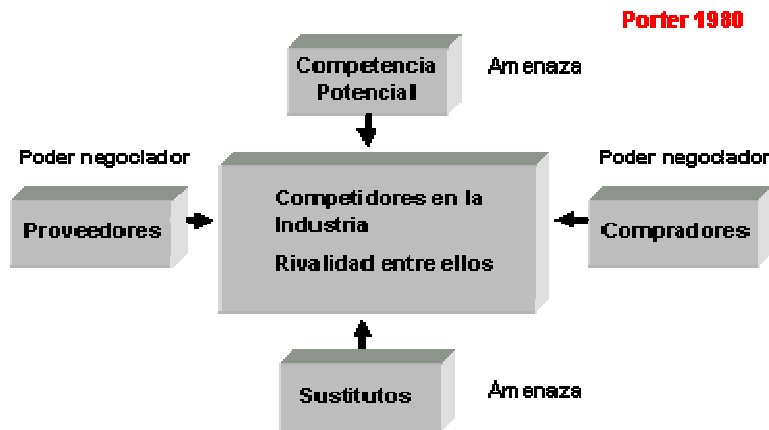 Porter 1980
Competencia
Potencial
Amenaza
Poder negociador
Poder negociador
Proveedores
Competidores en la
Industria
Rivalidad entre ellos
Compradores
Sustitutos
Amenaza